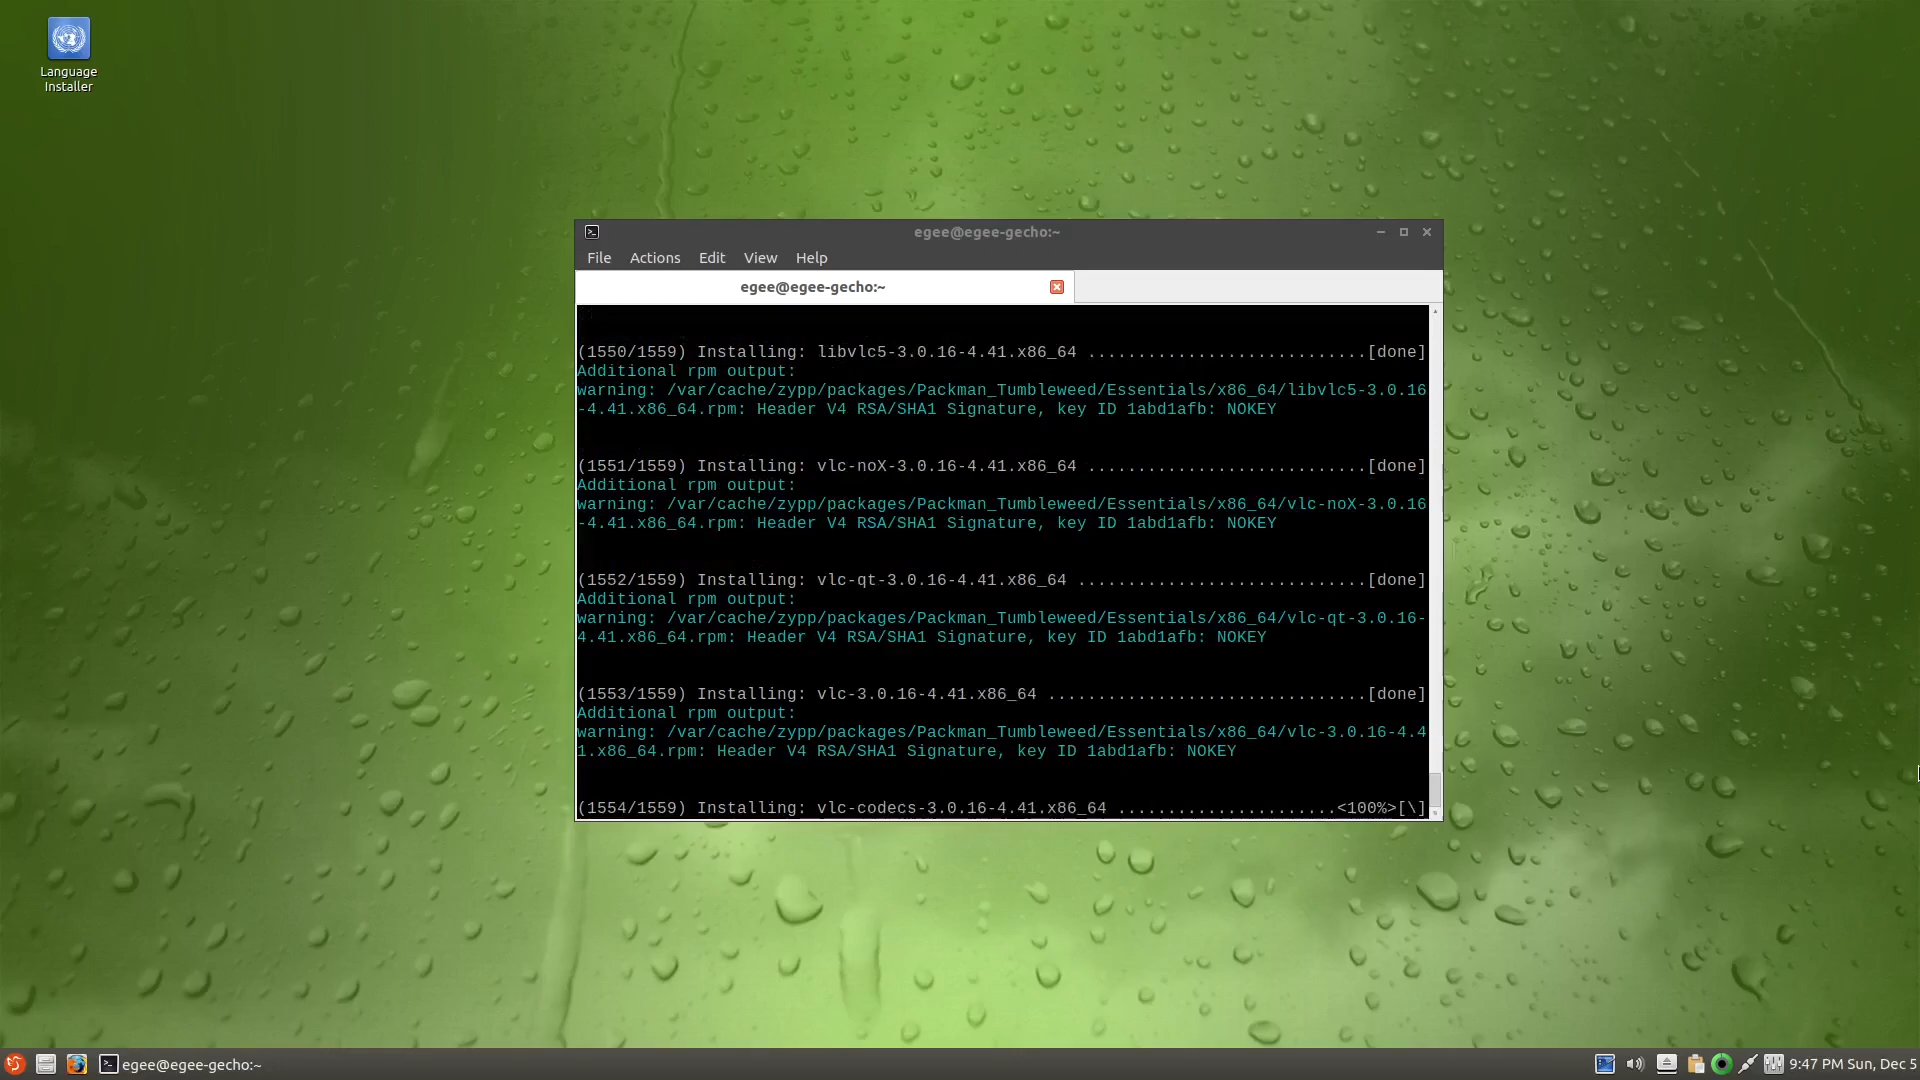 Language
Installer
egee@egee-gecho:~
File Actions Edit View Help
egee@egee-gecho:~
(1550/1559) Installing: libvlc5-3.0.16-4.41.x86_64 ............................[done]
Additional rpm output:
warning: /var/cache/zypp/packages/Packman_Tumbleweed/Essentials/x86_64/libvlc5-3.0.16
-4.41.x86_64.rpm: Header V4 RSA/SHA1 Signature, key ID 1abd1afb: NOKEY
(1551/1559) Installing: vlc-noX-3.0.16-4.41.x86_64 ............................[done]
Additional rpm output:
warning: /var/cache/zypp/packages/Packman_Tumbleweed/Essentials/x86_64/vlc-noX-3.0.16
-4.41.x86_64.rpm: Header V4 RSA/SHA1 Signature, key ID 1abd1afb: NOKEY
(1552/1559) Installing: vlc-qt-3.0.16-4.41.x86_64 .............................[done]
Additional rpm output:
warning: /var/cache/zypp/packages/Packman_Tumbleweed/Essentials/x86_64/vlc-qt-3.0.16-
4.41.x86_64.rpm: Header V4 RSA/SHA1 Signature, key ID 1abd1afb: NOKEY
(1553/1559) Installing: vlc-3.0.16-4.41.x86_64 ................................[done]
Additional rpm output:
warning: /var/cache/zypp/packages/Packman_Tumbleweed/Essentials/x86_64/vlc-3.0.16-4.4
1.x86_64.rpm: Header V4 RSA/SHA1 Signature, key ID 1abd1afb: NOKEY
(1554/1559) Installing: vlc-codecs-3.0.16-4.41.x86_64 ......................<100%>[\]
egee@egee-gecho:~
9:47 PM Sun, Dec 5